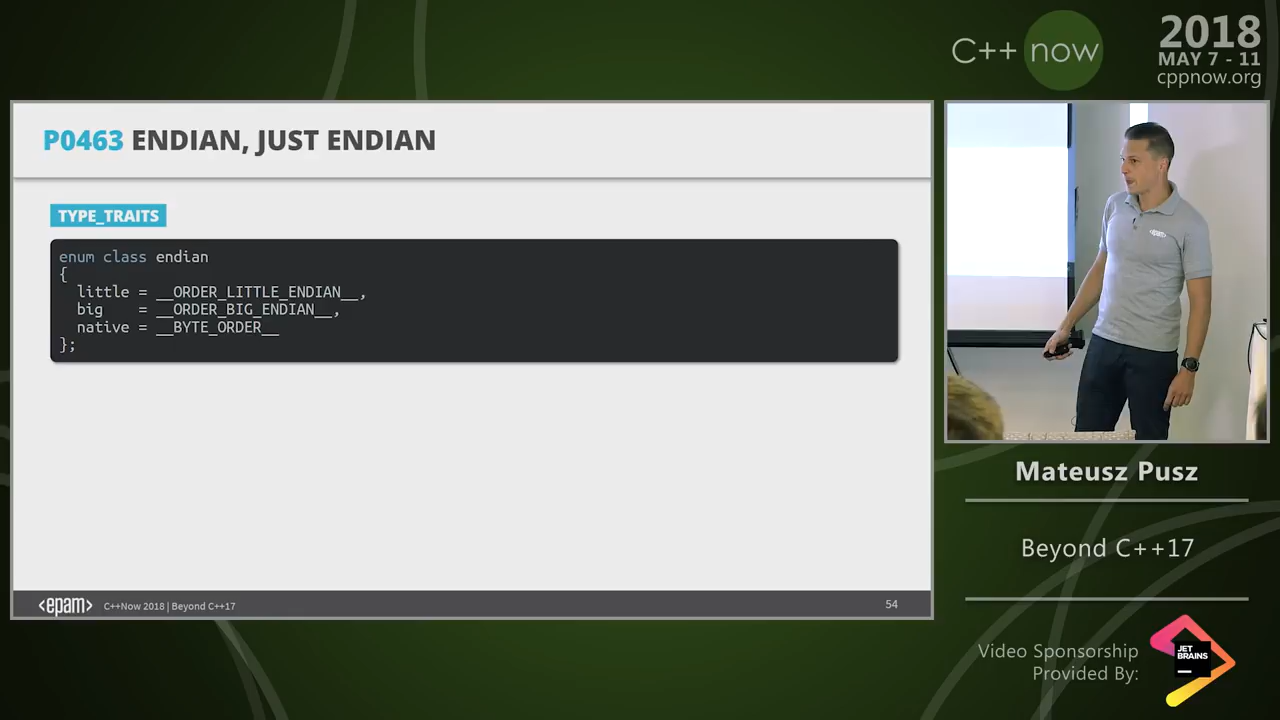 C++ now
2018
MAY 7 - 11
cppnow.org
P0463 ENDIAN, JUST ENDIAN
TYPE_TRAITS
enum class endian
{
little = __ORDER_LITTLE_ENDIAN__,
big = __ORDER_BIG_ENDIAN__,
native = __BYTE_ORDER__
};
<epam> C++Now 2018 | Beyond C++17
54
<epam>
Mateusz Pusz
Beyond C++17
Video Sponsorship
Provided By:
JET
BRAINS